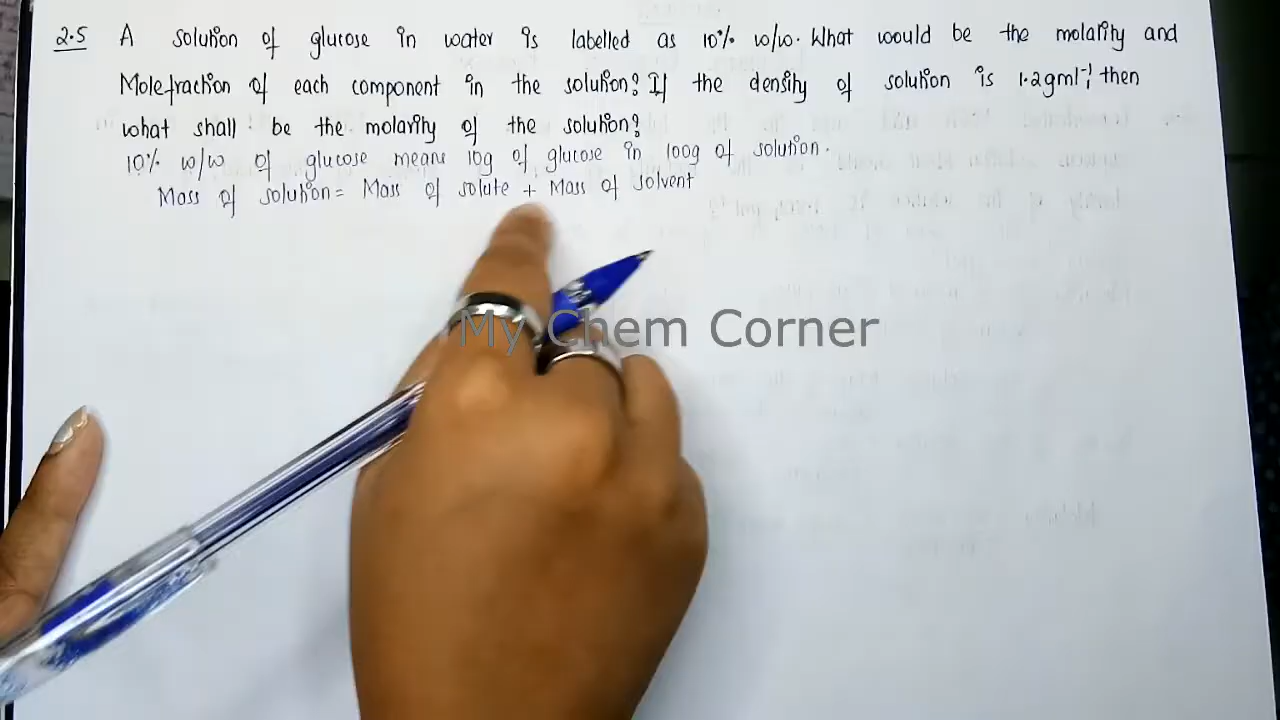 2.5 A solution of glucose in water is labelled as 10% w/w. What would be the molality and
Molefraction of each component in the solution? If the density of solution is 1.2gml⁻¹, then
what shall be the molarity of the solution?
10% w/w of glucose means 10g of glucose in 100g of solution.
Mass of solution = Mass of solute + Mass of solvent
My Chem Corner